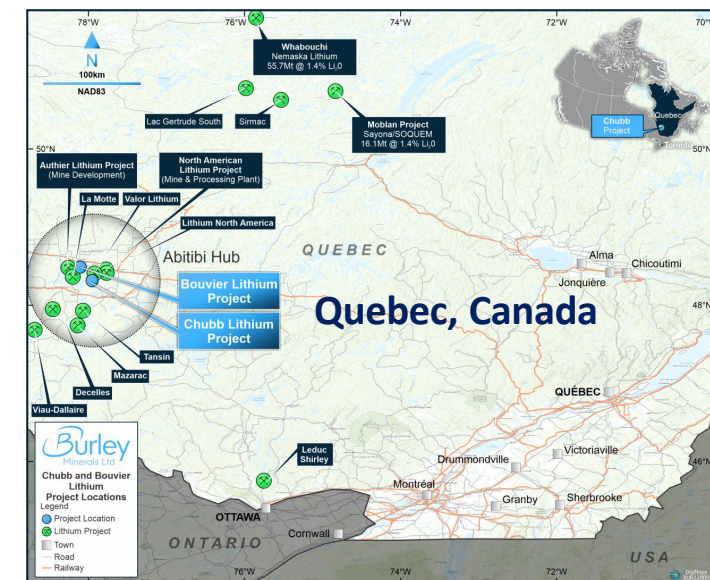 78°W
76°W
74°W
72°W
70°
N
100km
NAD83
Whabouchi
Nemaska Lithium
55.7Mt @ 1.4% Li,0
Lac Gertrude South
Sirmac
Moblan Project
Sayona/SOQUEM
16.1Mt @ 1.4% Li,0
Quebec
Chubb
Project
Toronto
50°N
50°N
Authier Lithium Project
(Mine Development)
North American
Lithium Project
(Mine & Processing Plant)
La Motte
Valor Lithium
Lithium North America
Abitibi Hub
QUEBEC
Alma
Chicoutimi
Jonquière
Bouvier Lithium
Project
Chubb Lithium
Project
Quebec, Canada
48°N
48°N
Tansin
Mazarac
Decelles
Viau-Dallaire
QUÉBEC
Burley
Minerals Ltd
Chubb and Bouvier
Lithium
Project Locations
Legend
Project Location
Lithium Project
Town
Road
Railway
Leduc
Shirley
Drummondville
Victoriaville
46°N
Montréal
Granby
Sherbrooke
OTTAWA
Cornwall
ONTARIO
USA
76°W
74°W
72°W